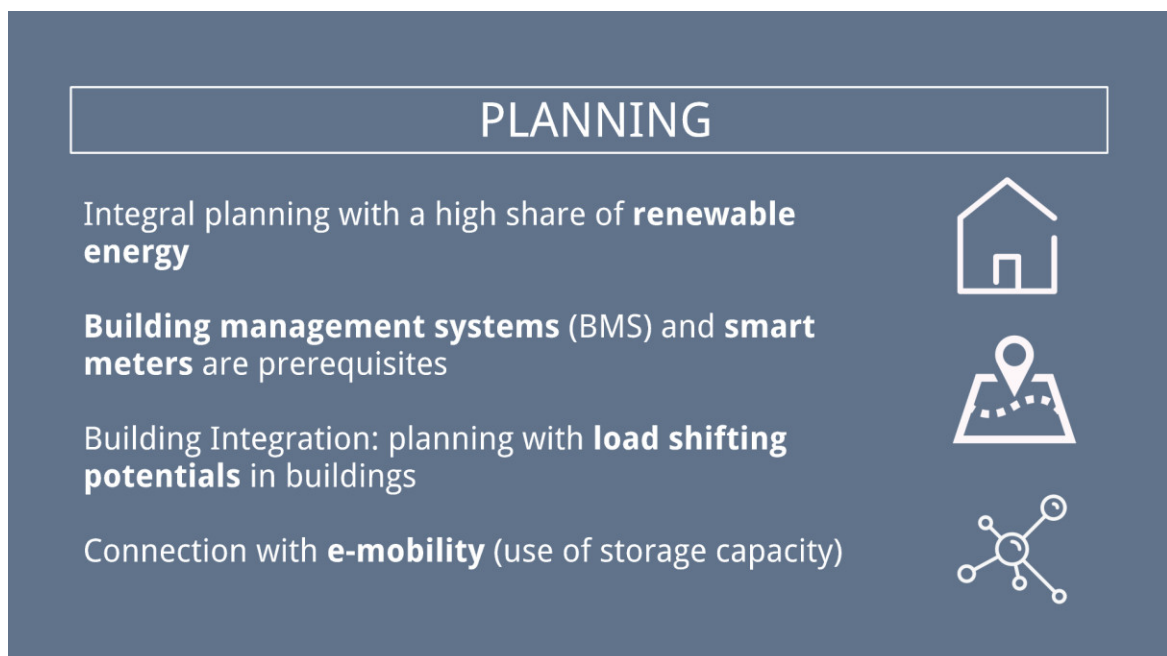 PLANNING
Integral planning with a high share of renewable
energy
Building management systems (BMS) and smart
meters are prerequisites
Building Integration: planning with load shifting
potentials in buildings
Connection with e-mobility (use of storage capacity)